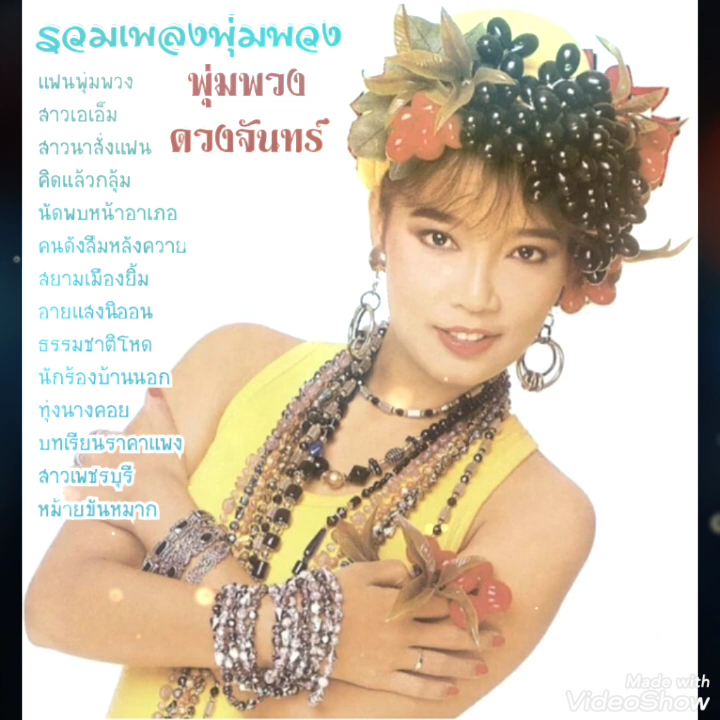 รวมเพลงพุ่มพวง
พุ่มพวง
ดวงจันทร์
แฟนพุ่มพวง
สาวเอเอ็ม
สาวนาสั่งแฟน
คิดแล้วกลุ้ม
นัดพบหน้าอาเภอ
คนดังลืมหลังควาย
สยามเมืองยิ้ม
อายแสงนิออน
ธรรมชาติโหด
นักร้องบ้านนอก
ทุ่งนางคอย
บทเรียนราคาแพง
สาวเพชรบุรี
หม้ายขันหมาก
Made with
VideoShow